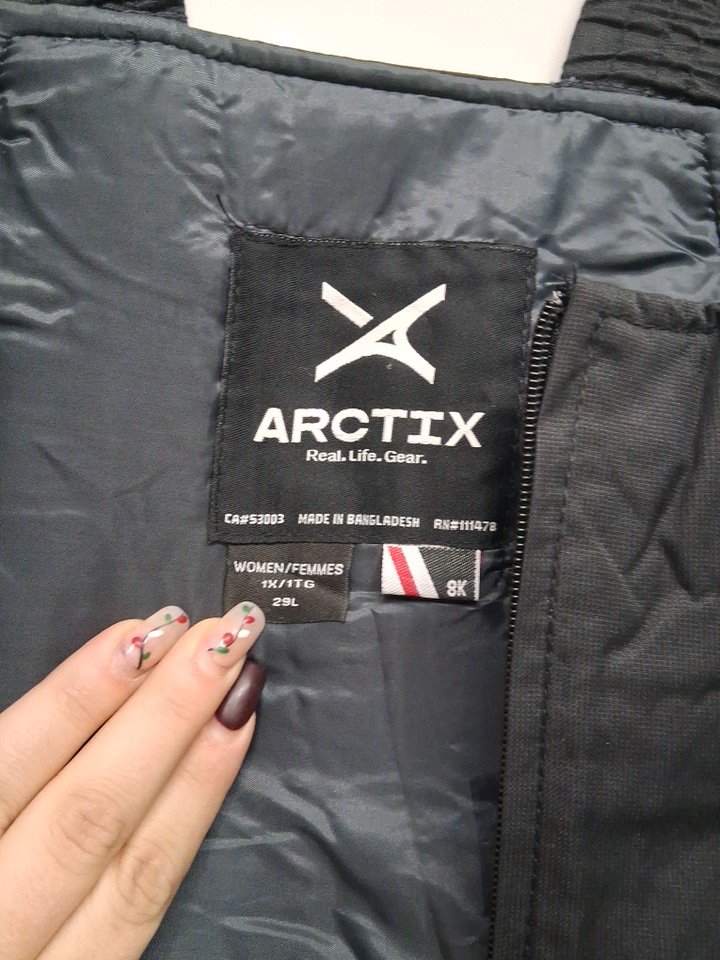 ARCTIX
Real. Life. Gear.
CA#53003 MADE IN BANGLADESH RN#111478
WOMEN/FEMMES
1X/1TG
29L
8K